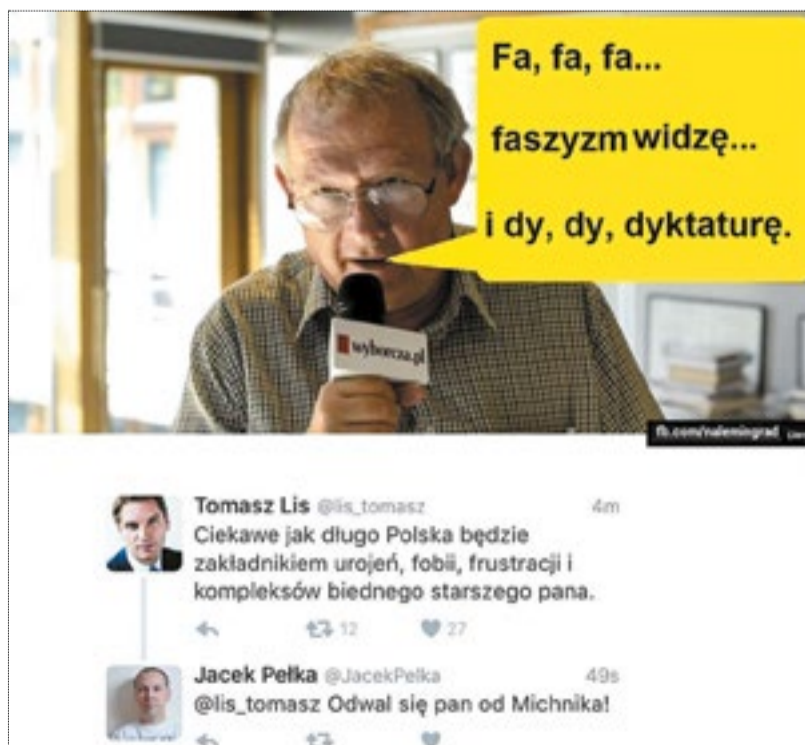 Fa, fa, fa...
faszyzm widzę...
i dy, dy, dyktaturę.
wyborcza.pl
fb.com/nalemingrad
Tomasz Lis @lis_tomasz 4m
Ciekawe jak długo Polska będzie
zakładnikiem urojeń, fobii, frustracji i
kompleksów biednego starszego pana.
12 27
Jacek Pełka @JacekPelka 49s
@lis_tomasz Odwal się pan od Michnika!